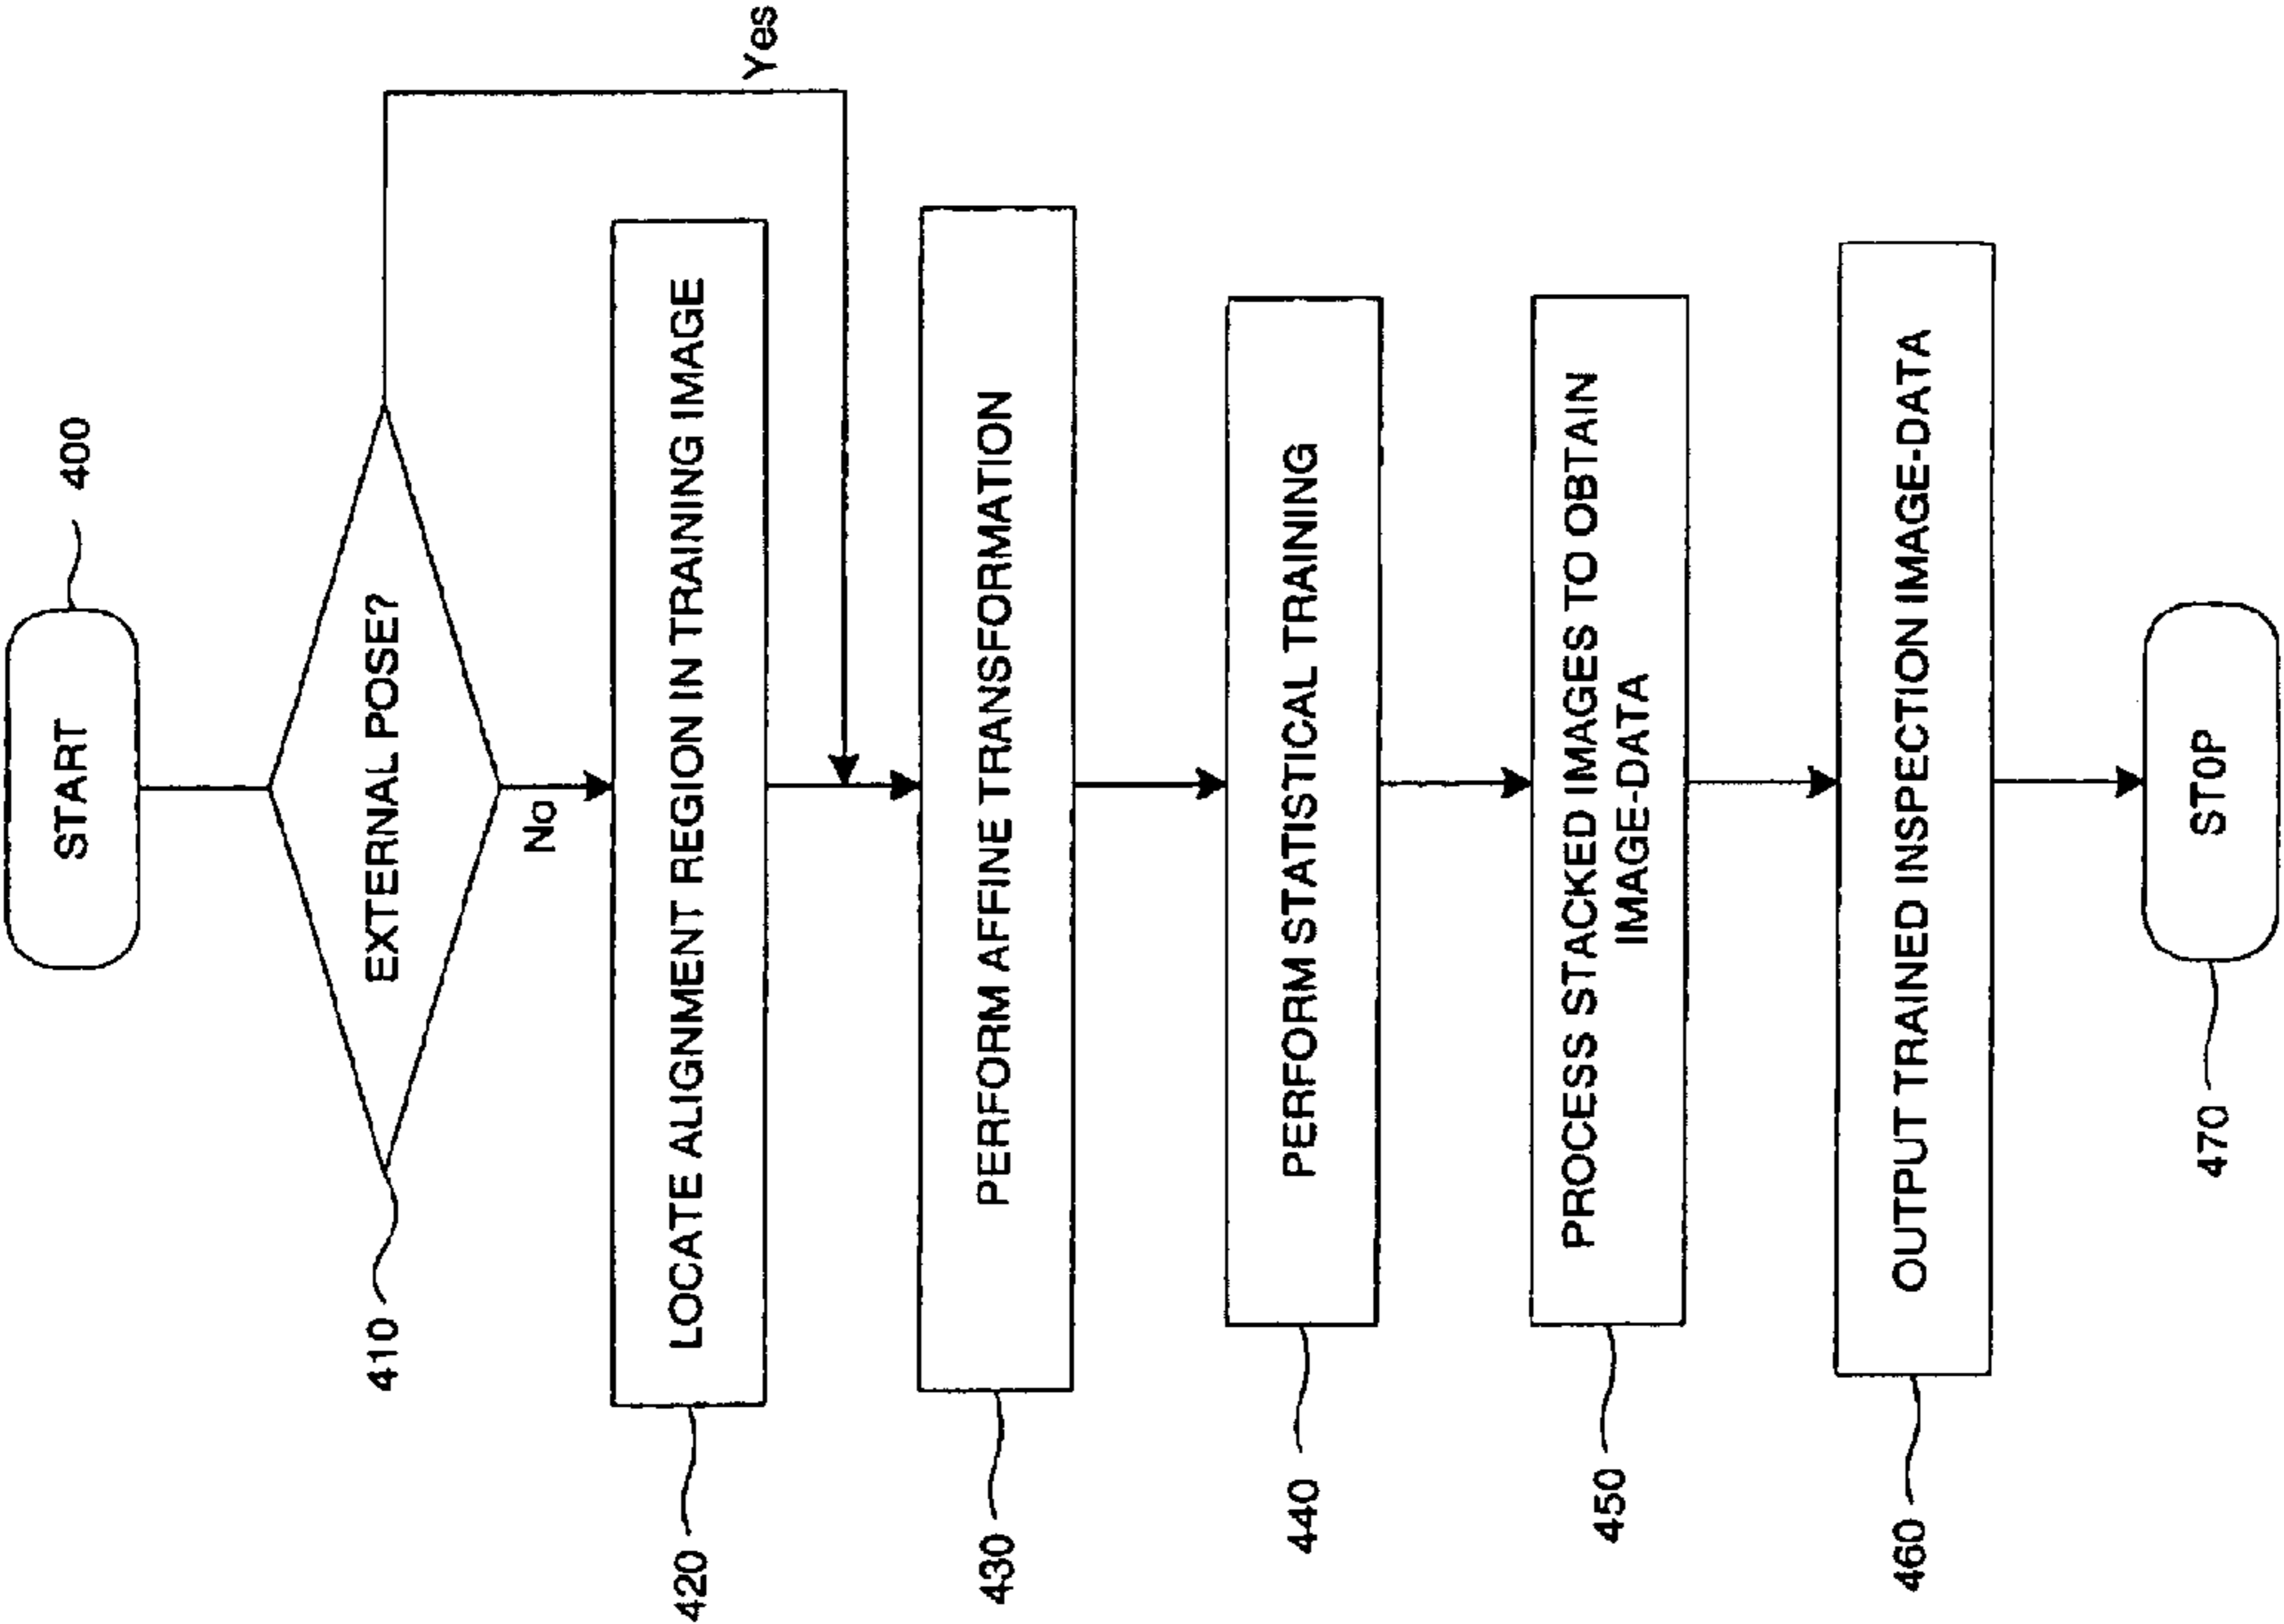 START
400
EXTERNAL POSE?
410
Yes
No
LOCATE ALIGNMENT REGION IN TRAINING IMAGE
420
PERFORM AFFINE TRANSFORMATION
430
PERFORM STATISTICAL TRAINING
440
PROCESS STACKED IMAGES TO OBTAIN
IMAGE-DATA
450
OUTPUT TRAINED INSPECTION IMAGE-DATA
460
STOP
470